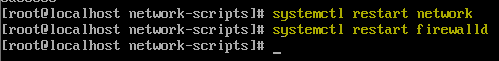 [root@localhost network-scripts]# systemctl restart network
[root@localhost network-scripts]# systemctl restart firewalld
[root@localhost network-scripts]# _